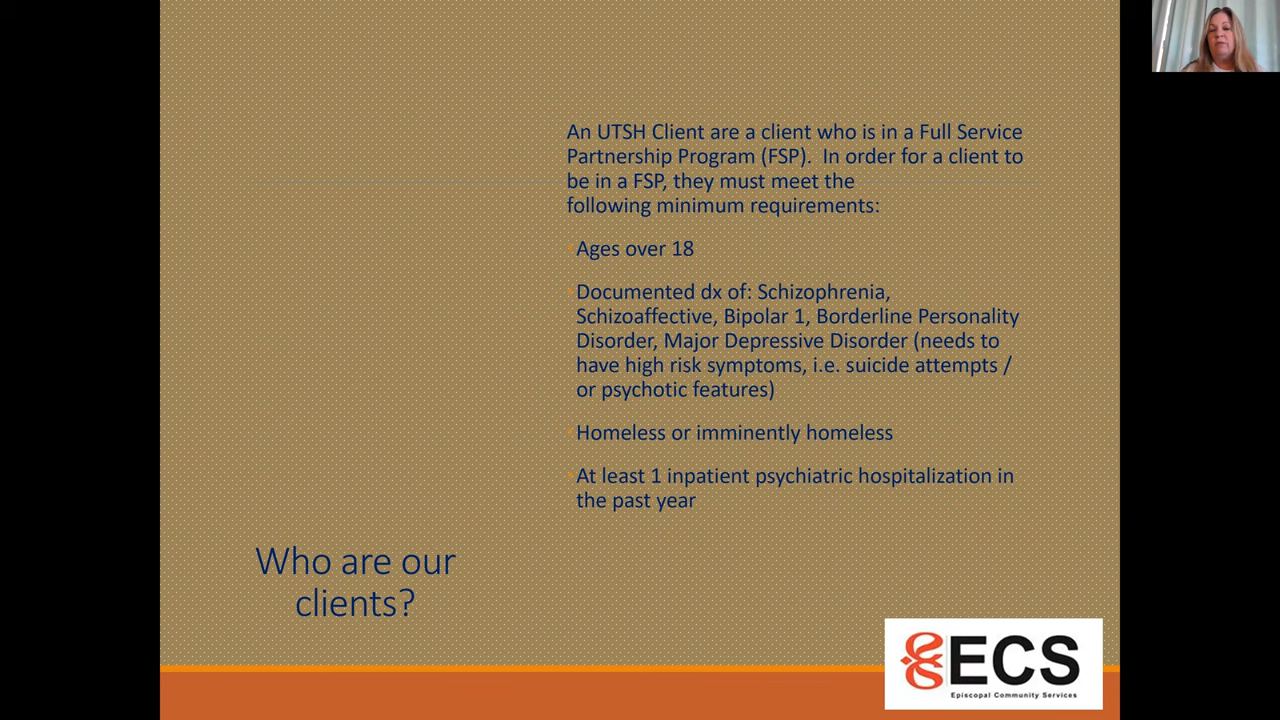 An UTSH Client are a client who is in a Full Service
Partnership Program (FSP).  In order for a client to
be in a FSP, they must meet the
following minimum requirements:
Ages over 18
Documented dx of: Schizophrenia,
Schizoaffective, Bipolar 1, Borderline Personality
Disorder, Major Depressive Disorder (needs to
have high risk symptoms, i.e. suicide attempts /
or psychotic features)
Homeless or imminently homeless
At least 1 inpatient psychiatric hospitalization in
the past year
Who are our
clients?
ECS
Episcopal Community Services